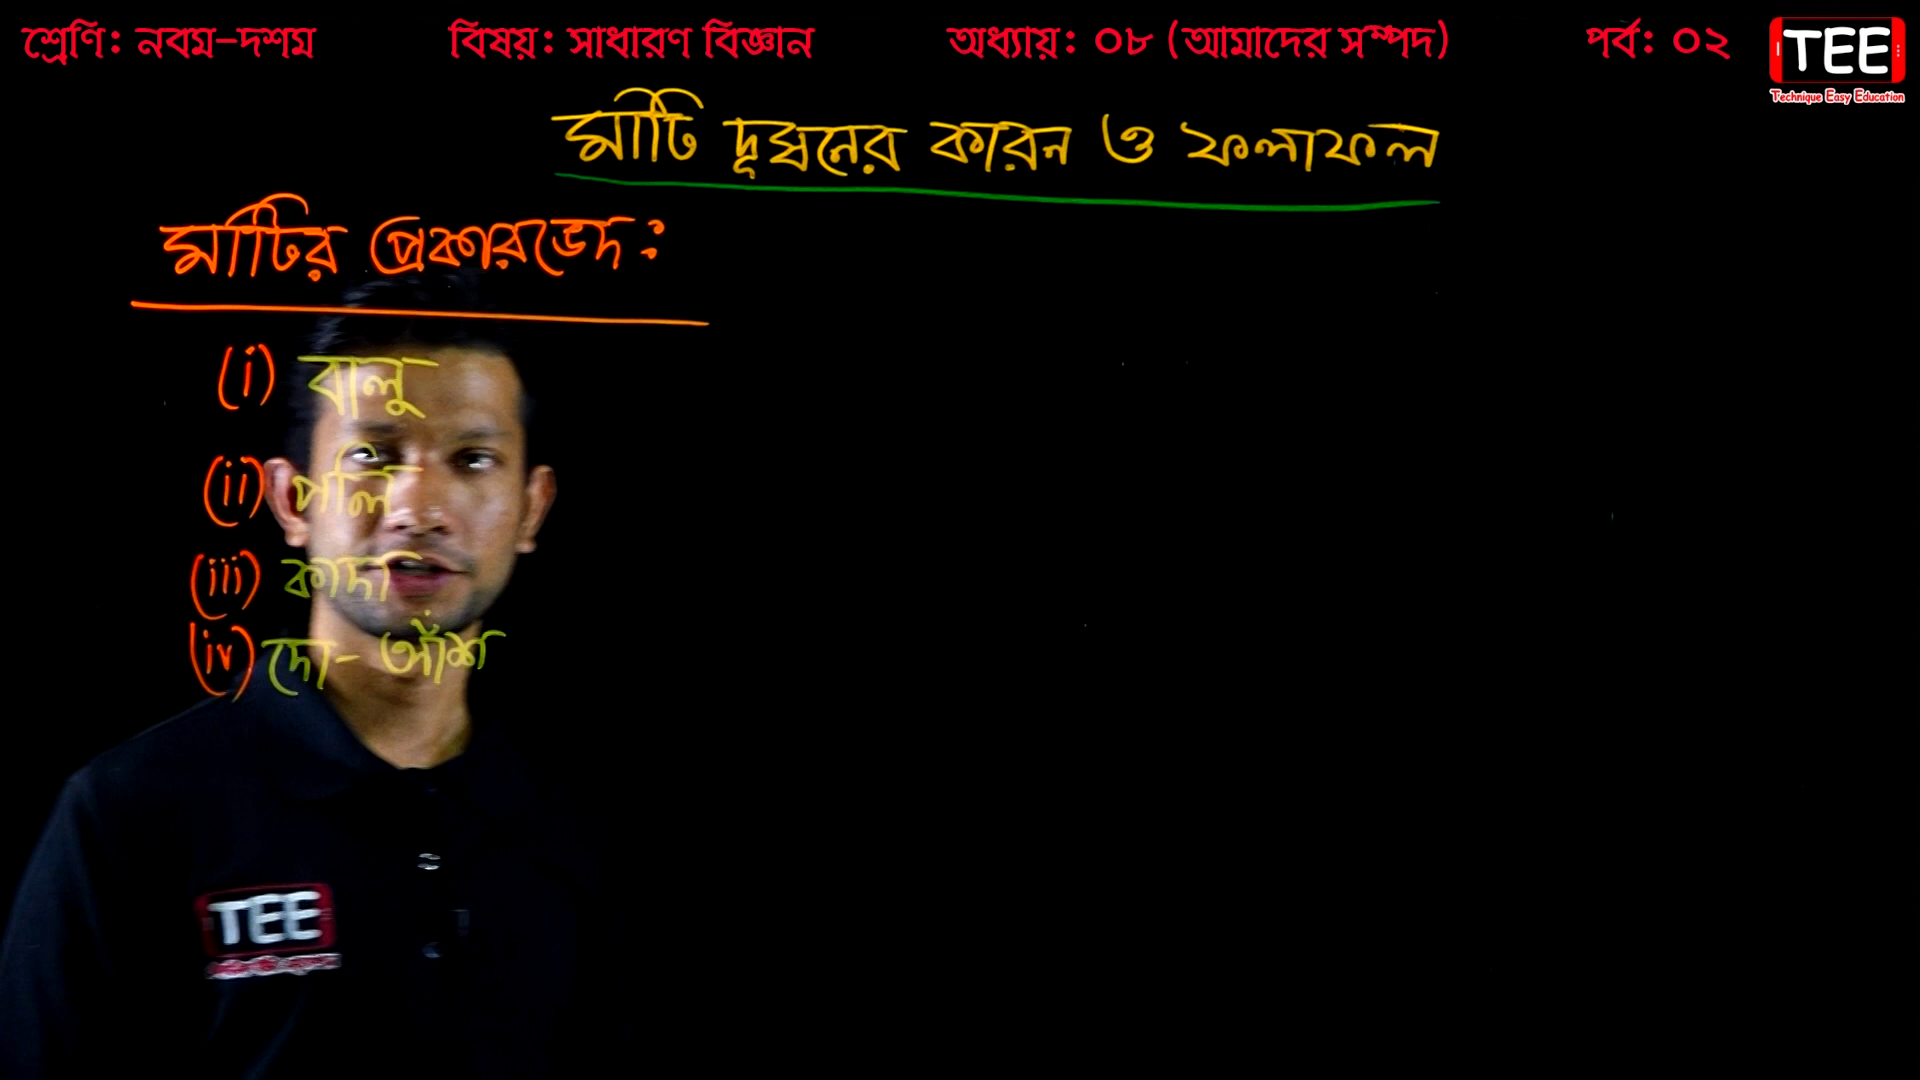 শ্রেণি: নবম-দশম বিষয়: সাধারণ বিজ্ঞান অধ্যায়: ০৮ (আমাদের সম্পদ) পর্ব: ০২
TEE
Technique Easy Education
মাটি দূষনের কারন ও ফলাফল
মাটির প্রকারভেদ:
(i) বালু
(ii) পলি
(iii) কাদা
(iv) দো-আঁশ
TEE